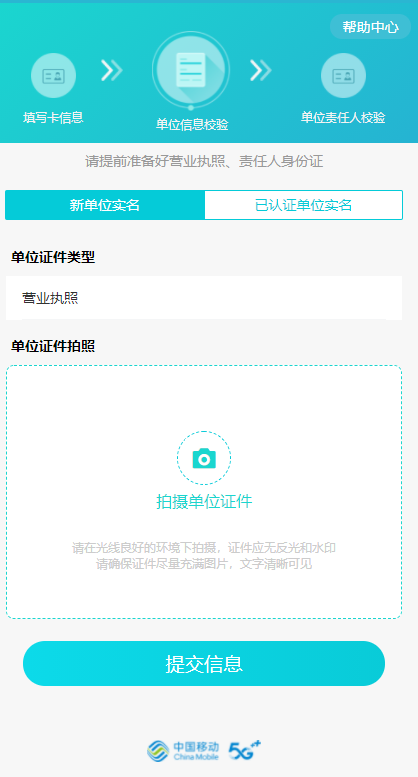 帮助中心
填写卡信息
单位信息校验
单位责任人校验
请提前准备好营业执照、责任人身份证
新单位实名
已认证单位实名
单位证件类型
营业执照
单位证件拍照
拍摄单位证件
请在光线良好的环境下拍摄，证件应无反光和水印
请确保证件尽量充满图片，文字清晰可见
提交信息
中国移动
China Mobile
5G+